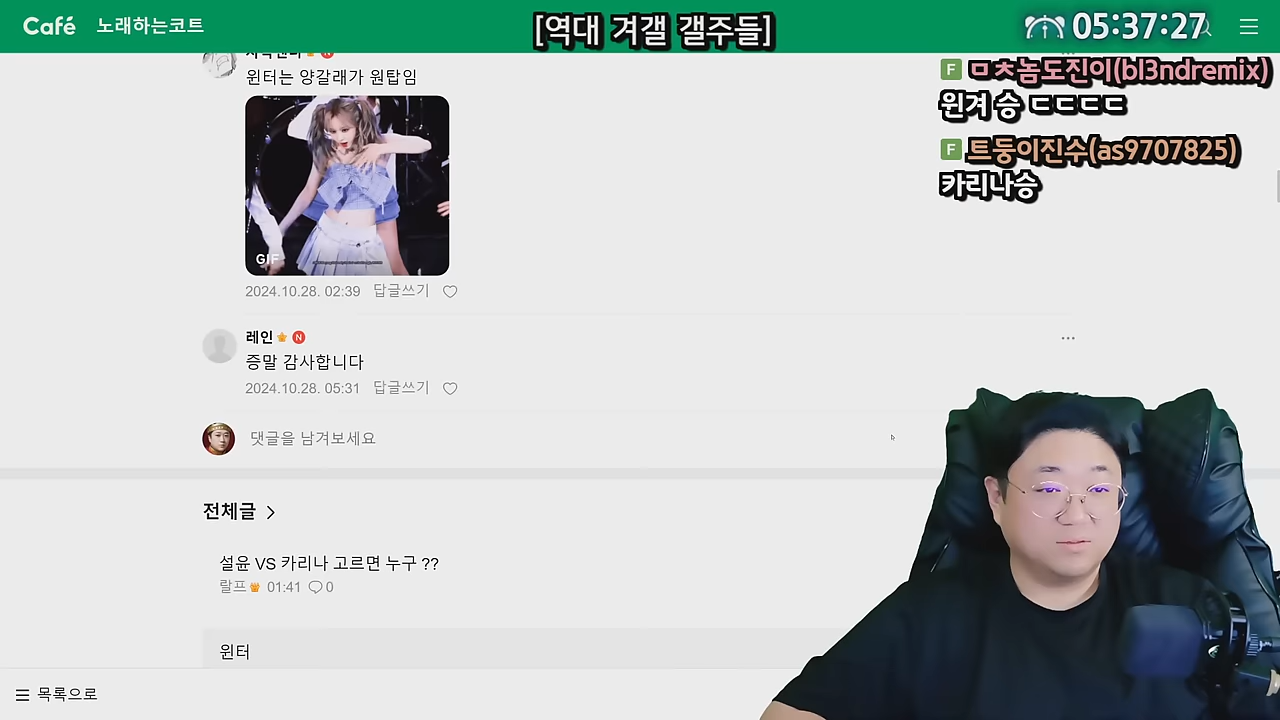 Café 노래하는코트
[역대 겨갤 갤주들]
05:37:27
윈터는 양갈래가 원탑임
GIF
2024.10.28. 02:39 답글쓰기
레인 N
증말 감사합니다
2024.10.28. 05:31 답글쓰기
댓글을 남겨보세요
전체글 >
설윤 VS 카리나 고르면 누구 ??
랄프 01:41 0
윈터
목록으로
F ㅁㅊ놈도진이(bl3ndremix)
윈겨 승 ㄷㄷㄷㄷ
F 트둥이진수(as9707825)
카리나승